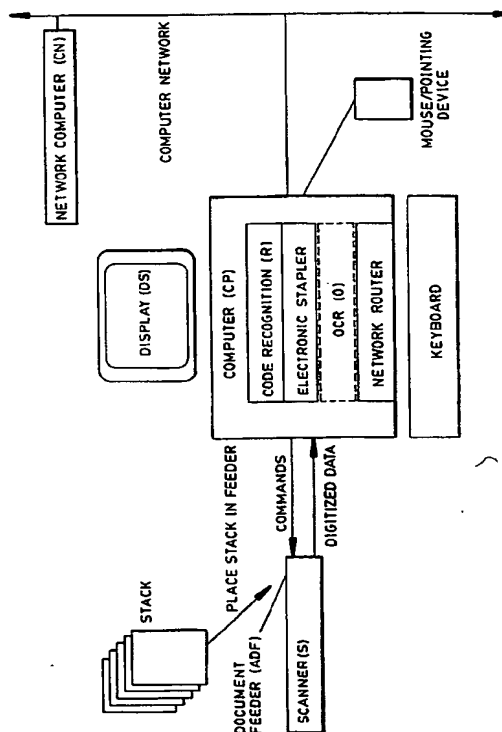 STACK
PLACE STACK IN FEEDER
DOCUMENT
FEEDER (ADF)
SCANNER(S)
COMMANDS
DIGITIZED DATA
DISPLAY (DS)
COMPUTER (CP)
CODE RECOGNITION (R)
ELECTRONIC STAPLER
OCR (O)
NETWORK ROUTER
KEYBOARD
NETWORK COMPUTER (CN)
COMPUTER NETWORK
MOUSE/POINTING
DEVICE